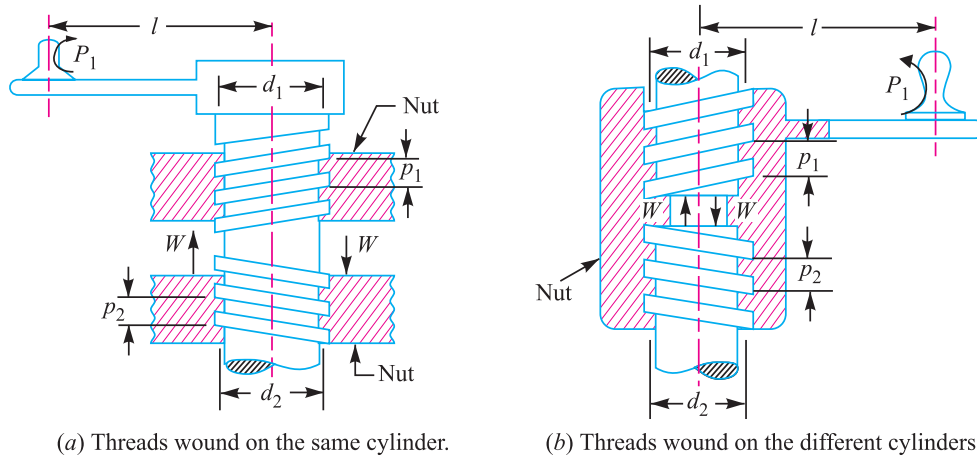 l
P1
d1
Nut
p1
W
W
p2
Nut
d2
(a) Threads wound on the same cylinder.
l
d1
P1
p1
W
W
p2
Nut
d2
(b) Threads wound on the different cylinders